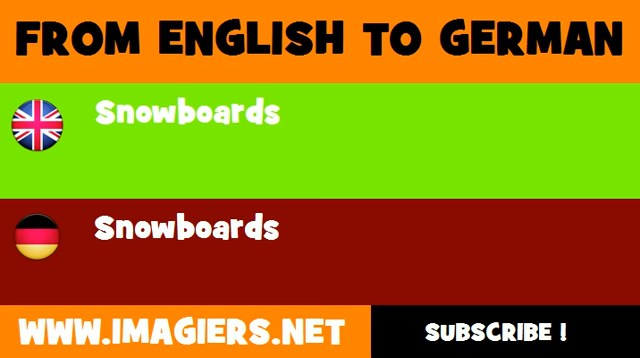 FROM ENGLISH TO GERMAN
Snowboards
Snowboards
WWW.IMAGIERS.NET
SUBSCRIBE !